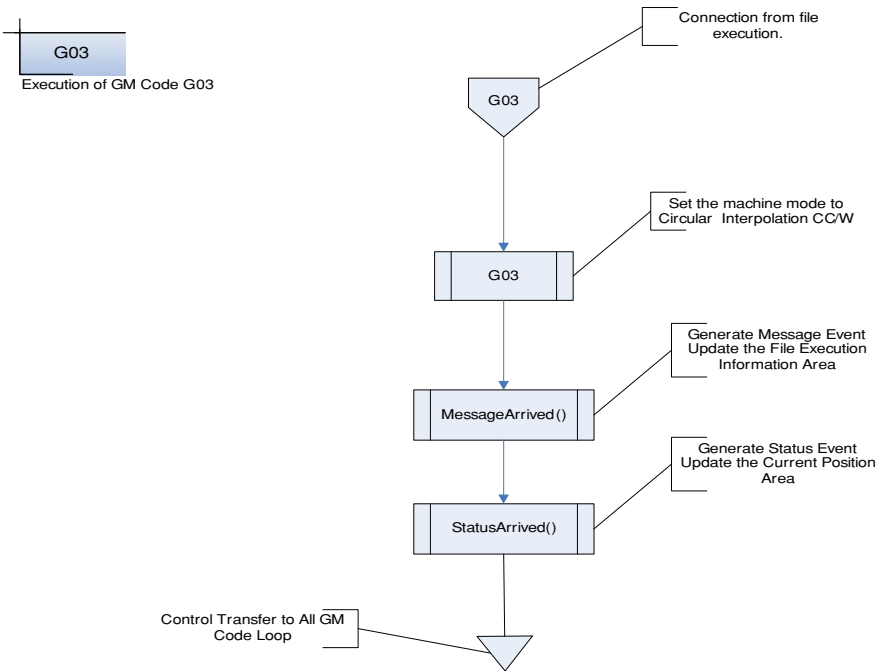 G03
Execution of GM Code G03
Connection from file
execution.
G03
Set the machine mode to
Circular Interpolation CC/W
G03
Generate Message Event
Update the File Execution
Information Area
MessageArrived()
Generate Status Event
Update the Current Position
Area
StatusArrived()
Control Transfer to All GM
Code Loop